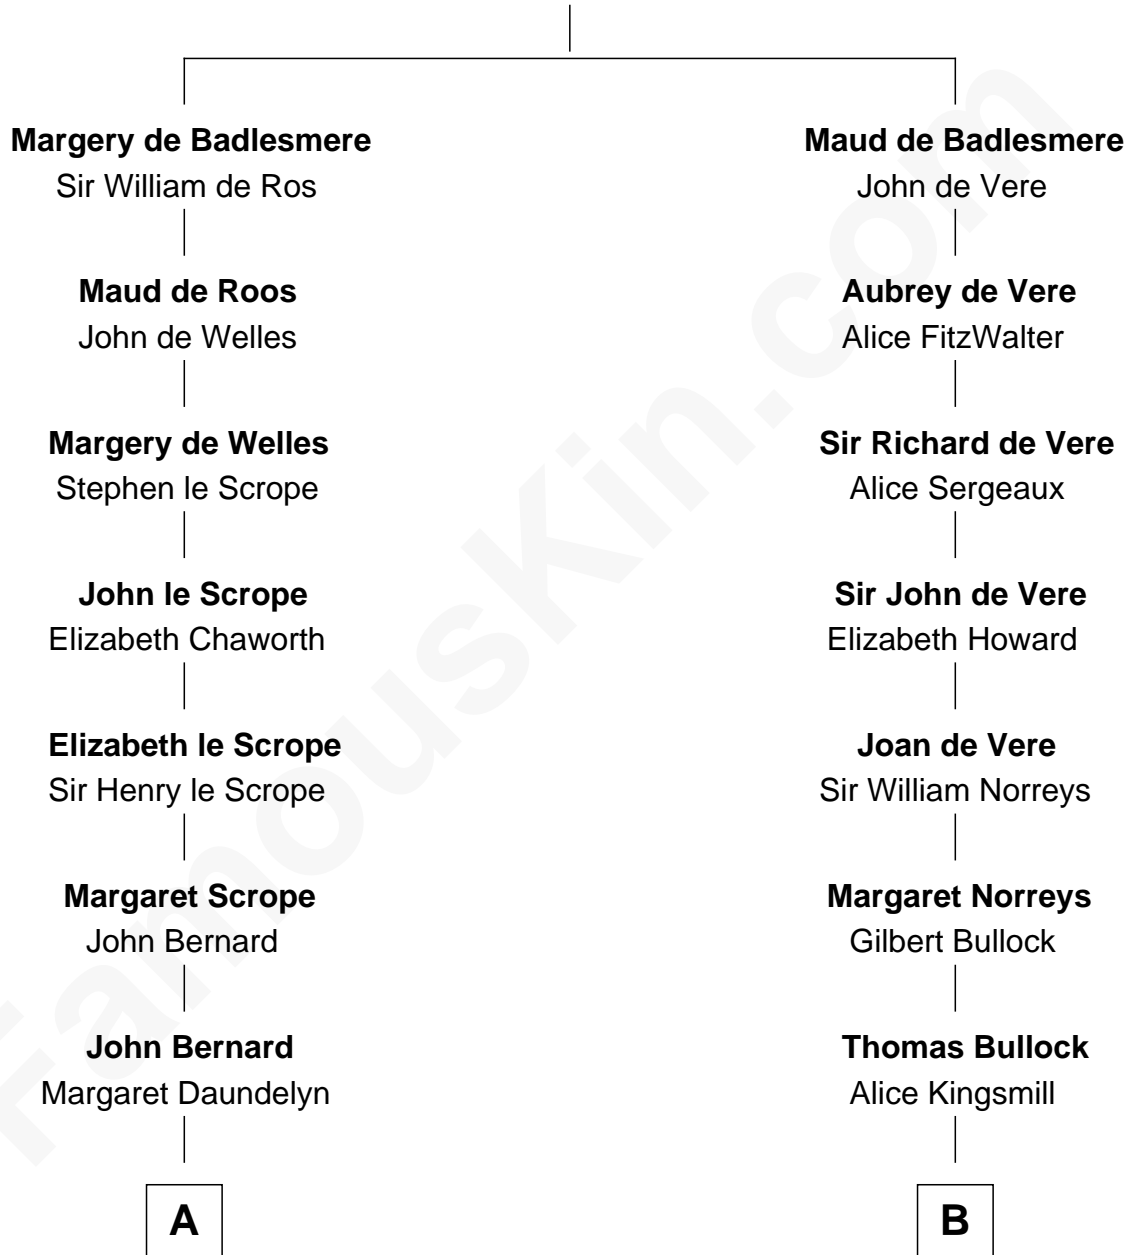 Margery de Badlesmere
Sir William de Ros
Maud de Roos
John de Welles
Margery de Welles
Stephen le Scrope
John le Scrope
Elizabeth Chaworth
Elizabeth le Scrope
Sir Henry le Scrope
Margaret Scrope
John Bernard
John Bernard
Margaret Daundelyn
A
Maud de Badlesmere
John de Vere
Aubrey de Vere
Alice FitzWalter
Sir Richard de Vere
Alice Sergeaux
Sir John de Vere
Elizabeth Howard
Joan de Vere
Sir William Norreys
Margaret Norreys
Gilbert Bullock
Thomas Bullock
Alice Kingsmill
B
FamousKin.com